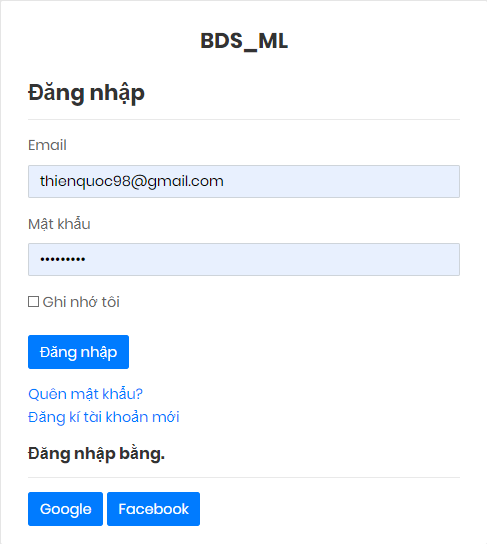 BDS_ML
Đăng nhập
Email
thienquoc98@gmail.com
Mật khẩu
•••••••••
Ghi nhớ tôi
Đăng nhập
Quên mật khẩu?
Đăng kí tài khoản mới
Đăng nhập bằng.
Google Facebook